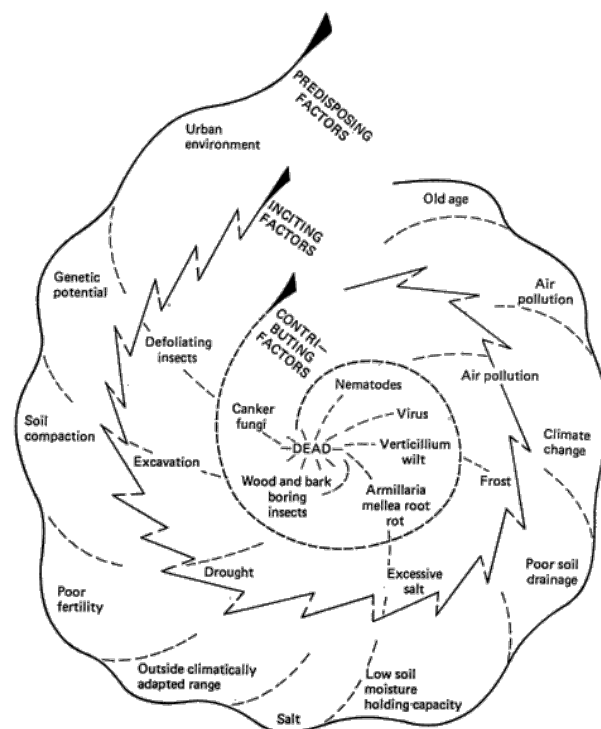 PREDISPOSING
FACTORS
Urban
environment
INCITING
FACTORS
Old age
Genetic
potential
Air
pollution
CONTRI-
BUTING
FACTORS
Defoliating
insects
Nematodes
Air pollution
Canker
fungi
Virus
Soil
compaction
Climate
change
DEAD
Verticillium
wilt
Excavation
Wood and bark
boring
insects
Armillaria
mellea root
rot
Frost
Poor soil
drainage
Drought
Excessive
salt
Poor
fertility
Outside climatically
adapted range
Low soil
moisture
holding-capacity
Salt